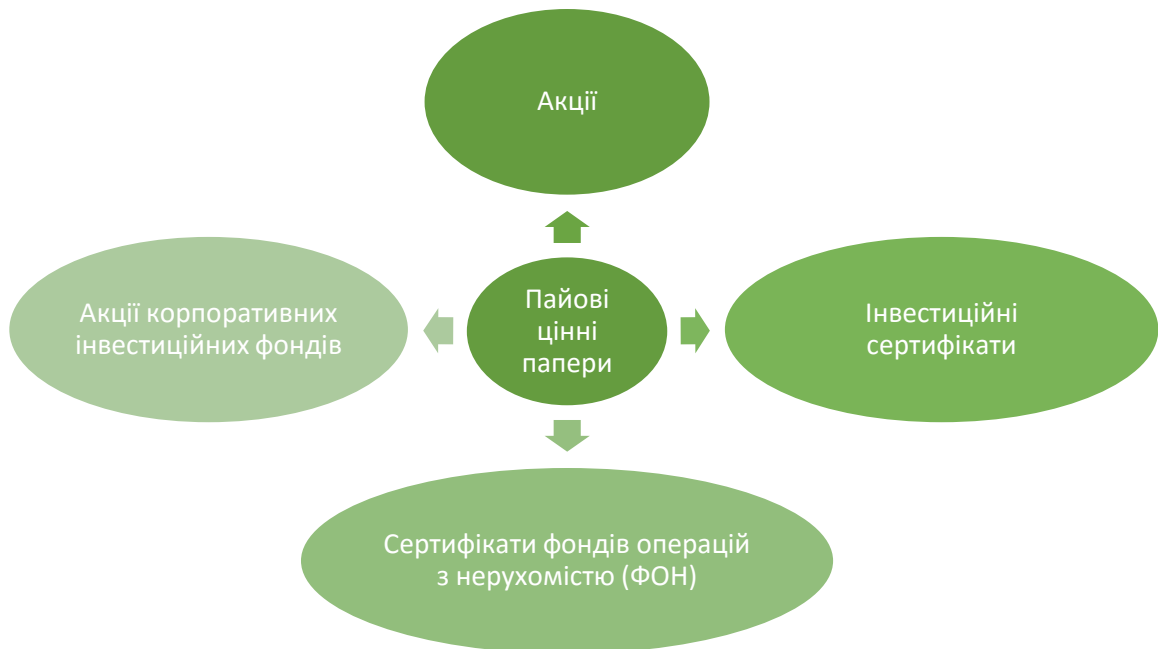 Акції
Акції корпоративних
інвестиційних фондів
Пайові
цінні
папери
Інвестиційні
сертифікати
Сертифікати фондів операцій
з нерухомістю (ФОН)